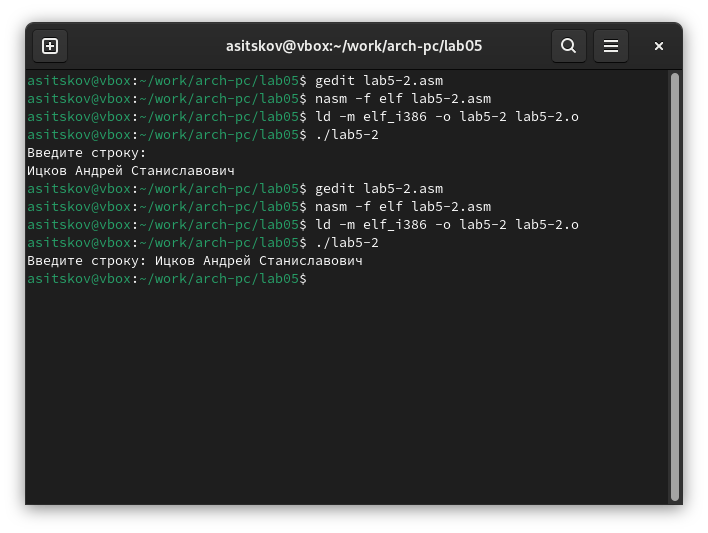 asitskov@vbox:~/work/arch-pc/lab05
asitskov@vbox:~/work/arch-pc/lab05$ gedit lab5-2.asm
asitskov@vbox:~/work/arch-pc/lab05$ nasm -f elf lab5-2.asm
asitskov@vbox:~/work/arch-pc/lab05$ ld -m elf_i386 -o lab5-2 lab5-2.o
asitskov@vbox:~/work/arch-pc/lab05$ ./lab5-2
Введите строку:
Ицков Андрей Станиславович
asitskov@vbox:~/work/arch-pc/lab05$ gedit lab5-2.asm
asitskov@vbox:~/work/arch-pc/lab05$ nasm -f elf lab5-2.asm
asitskov@vbox:~/work/arch-pc/lab05$ ld -m elf_i386 -o lab5-2 lab5-2.o
asitskov@vbox:~/work/arch-pc/lab05$ ./lab5-2
Введите строку: Ицков Андрей Станиславович
asitskov@vbox:~/work/arch-pc/lab05$